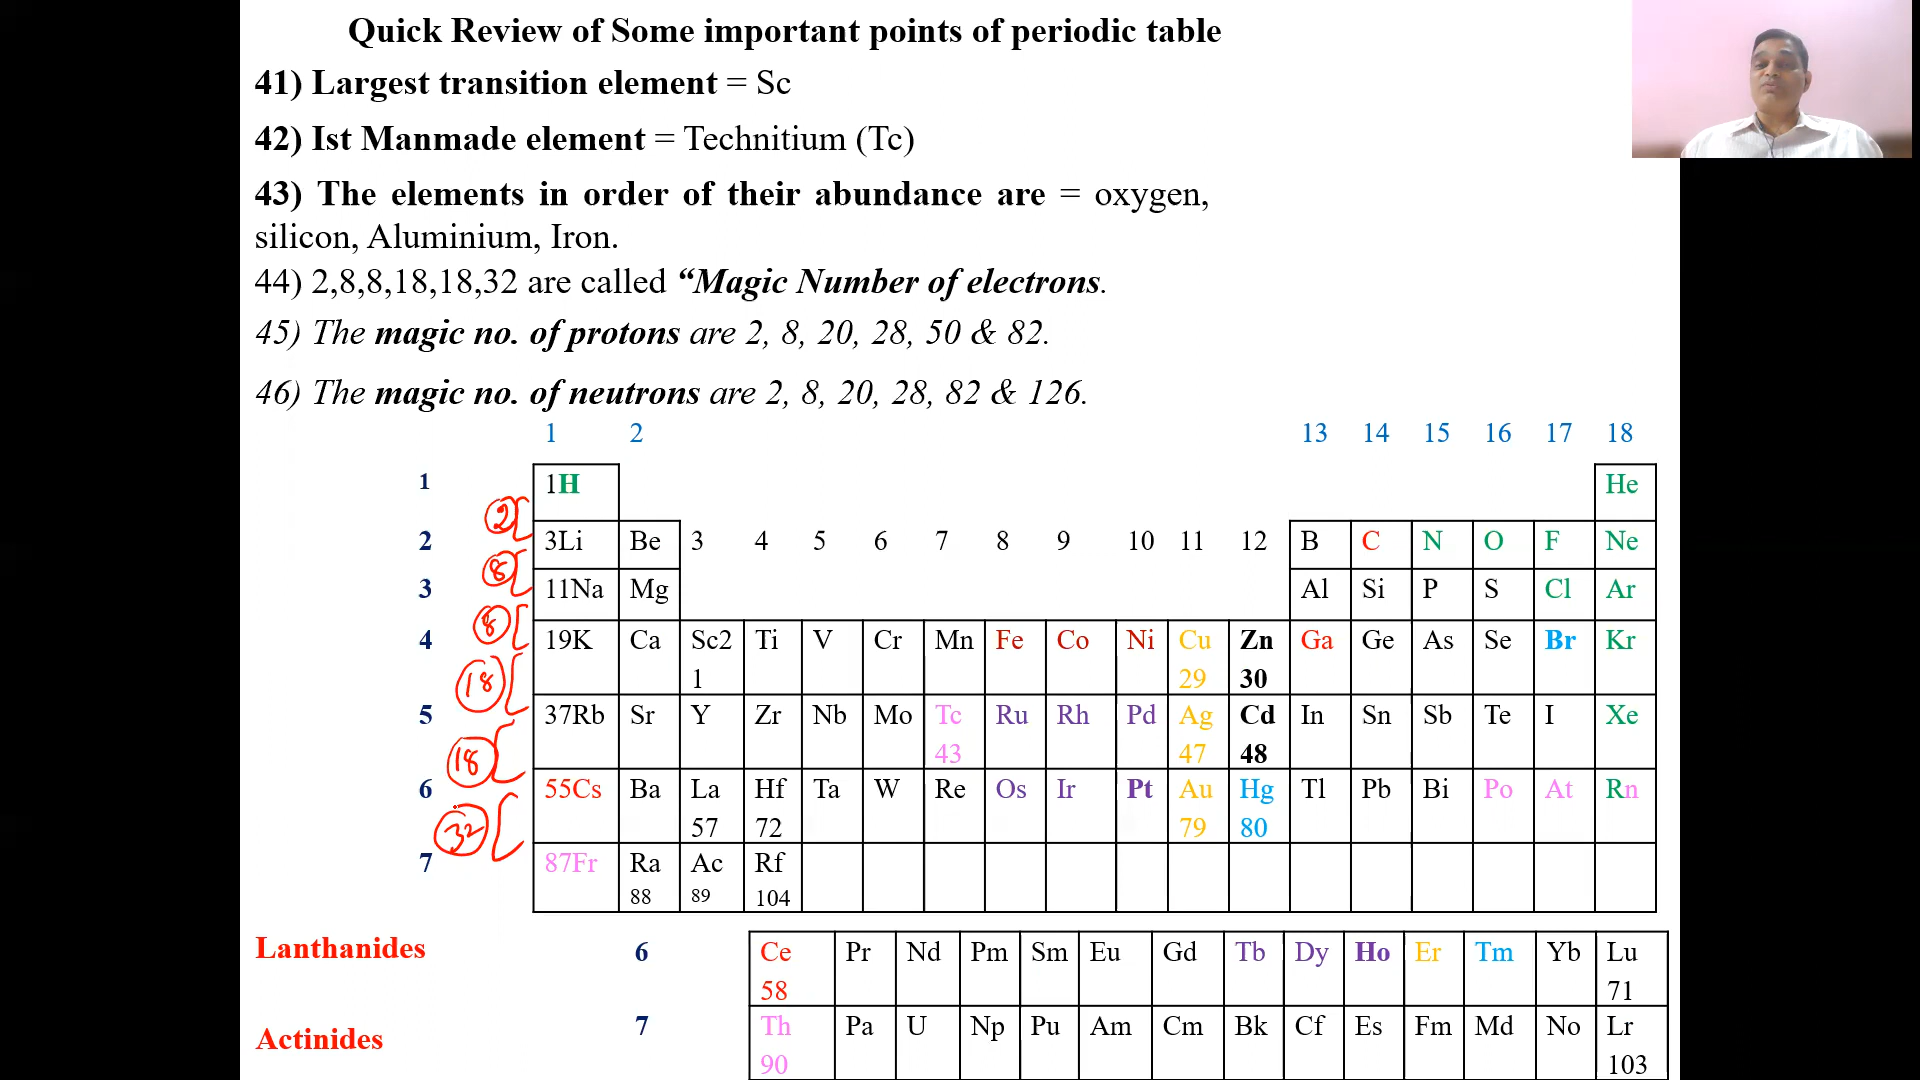 Quick Review of Some important points of periodic table
41) Largest transition element = Sc
42) Ist Manmade element = Technitium (Tc)
43) The elements in order of their abundance are = oxygen,
silicon, Aluminium, Iron.
44) 2,8,8,18,18,32 are called “Magic Number of electrons.
45) The magic no. of protons are 2, 8, 20, 28, 50 & 82.
46) The magic no. of neutrons are 2, 8, 20, 28, 82 & 126.
1 2 13 14 15 16 17 18
1 1H He
2
2 3Li Be 3 4 5 6 7 8 9 10 11 12 B C N O F Ne
8
3 11Na Mg Al Si P S Cl Ar
8
4 19K Ca Sc2 Ti V Cr Mn Fe Co Ni Cu Zn Ga Ge As Se Br Kr
1 29 30
18
5 37Rb Sr Y Zr Nb Mo Tc Ru Rh Pd Ag Cd In Sn Sb Te I Xe
43 47 48
18
6 55Cs Ba La Hf Ta W Re Os Ir Pt Au Hg Tl Pb Bi Po At Rn
57 72 79 80
32
7 87Fr Ra Ac Rf
88 89 104
Lanthanides 6 Ce Pr Nd Pm Sm Eu Gd Tb Dy Ho Er Tm Yb Lu
58 71
Actinides 7 Th Pa U Np Pu Am Cm Bk Cf Es Fm Md No Lr
90 103